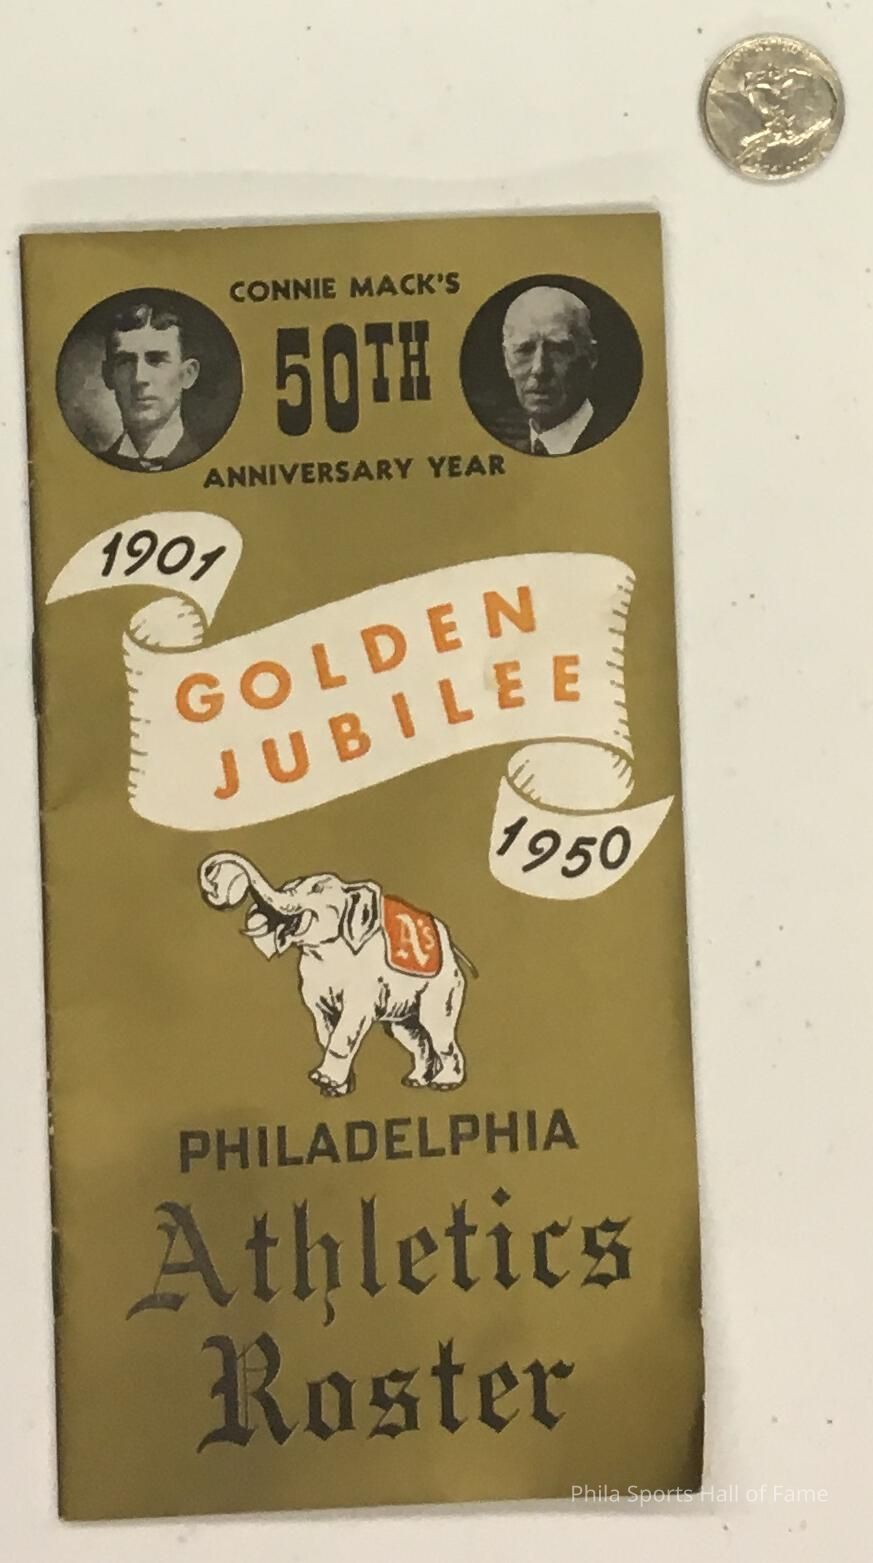 CONNIE MACK'S
50TH
ANNIVERSARY YEAR
1901
GOLDEN
JUBILEE
1950
A's
PHILADELPHIA
Athletics
Roster
Phila Sports Hall of Fame